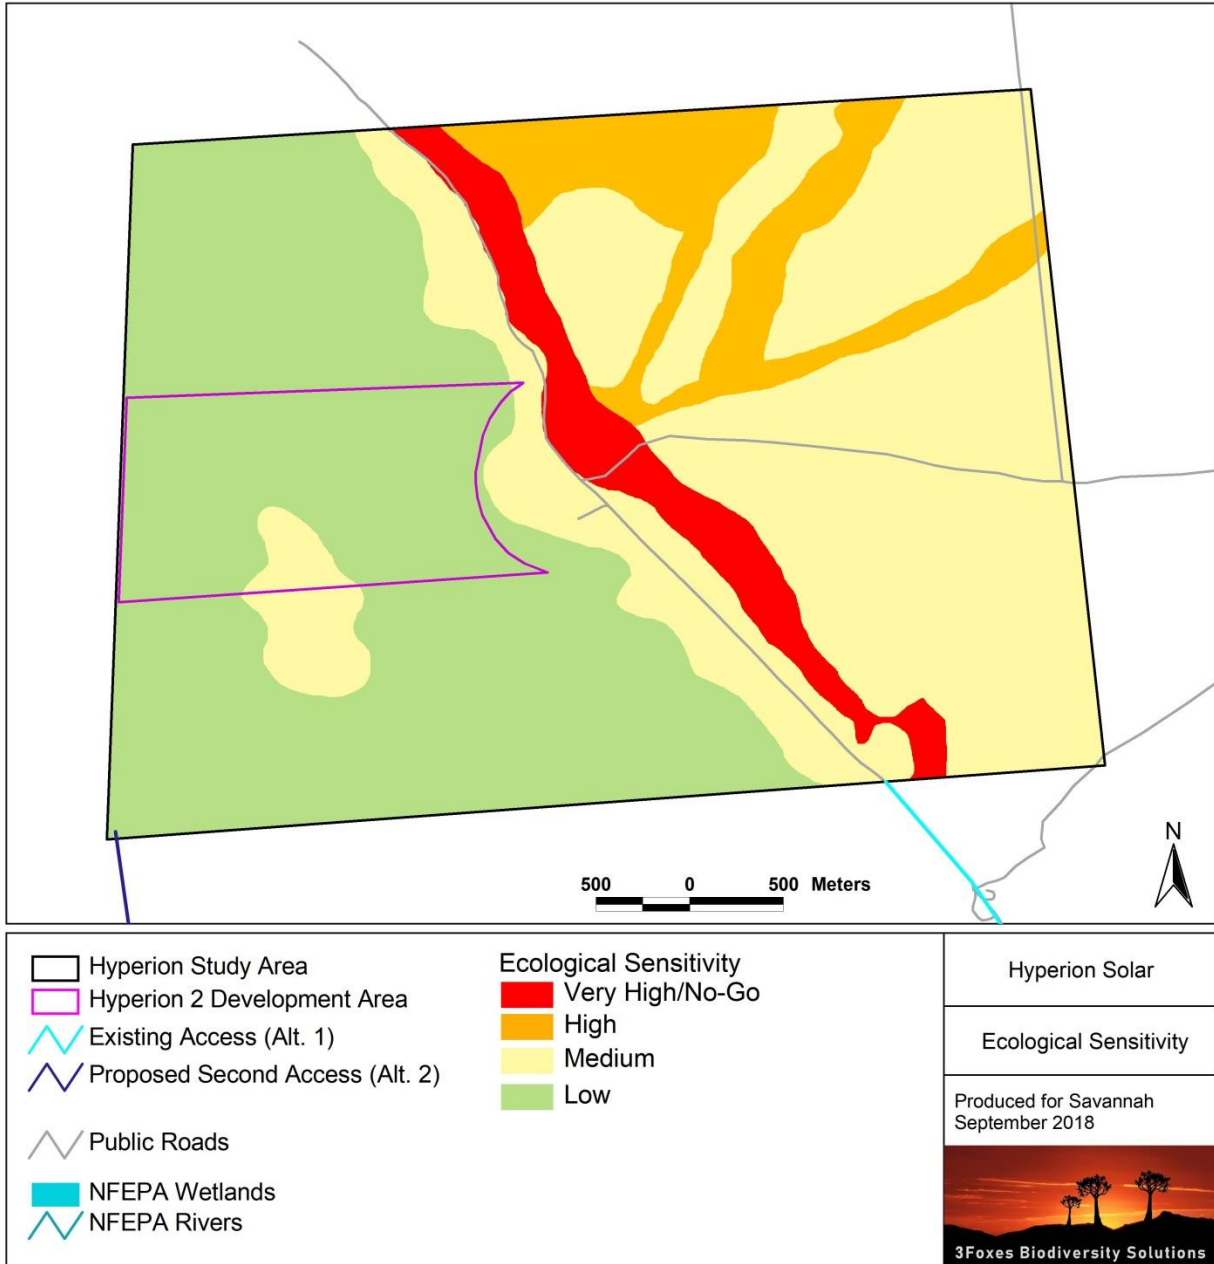 N
500 0 500 Meters
Hyperion Study Area
Hyperion 2 Development Area
Existing Access (Alt. 1)
Proposed Second Access (Alt. 2)
Public Roads
NFEPA Wetlands
NFEPA Rivers
Ecological Sensitivity
Very High/No-Go
High
Medium
Low
Hyperion Solar
Ecological Sensitivity
Produced for Savannah
September 2018
3Foxes Biodiversity Solutions